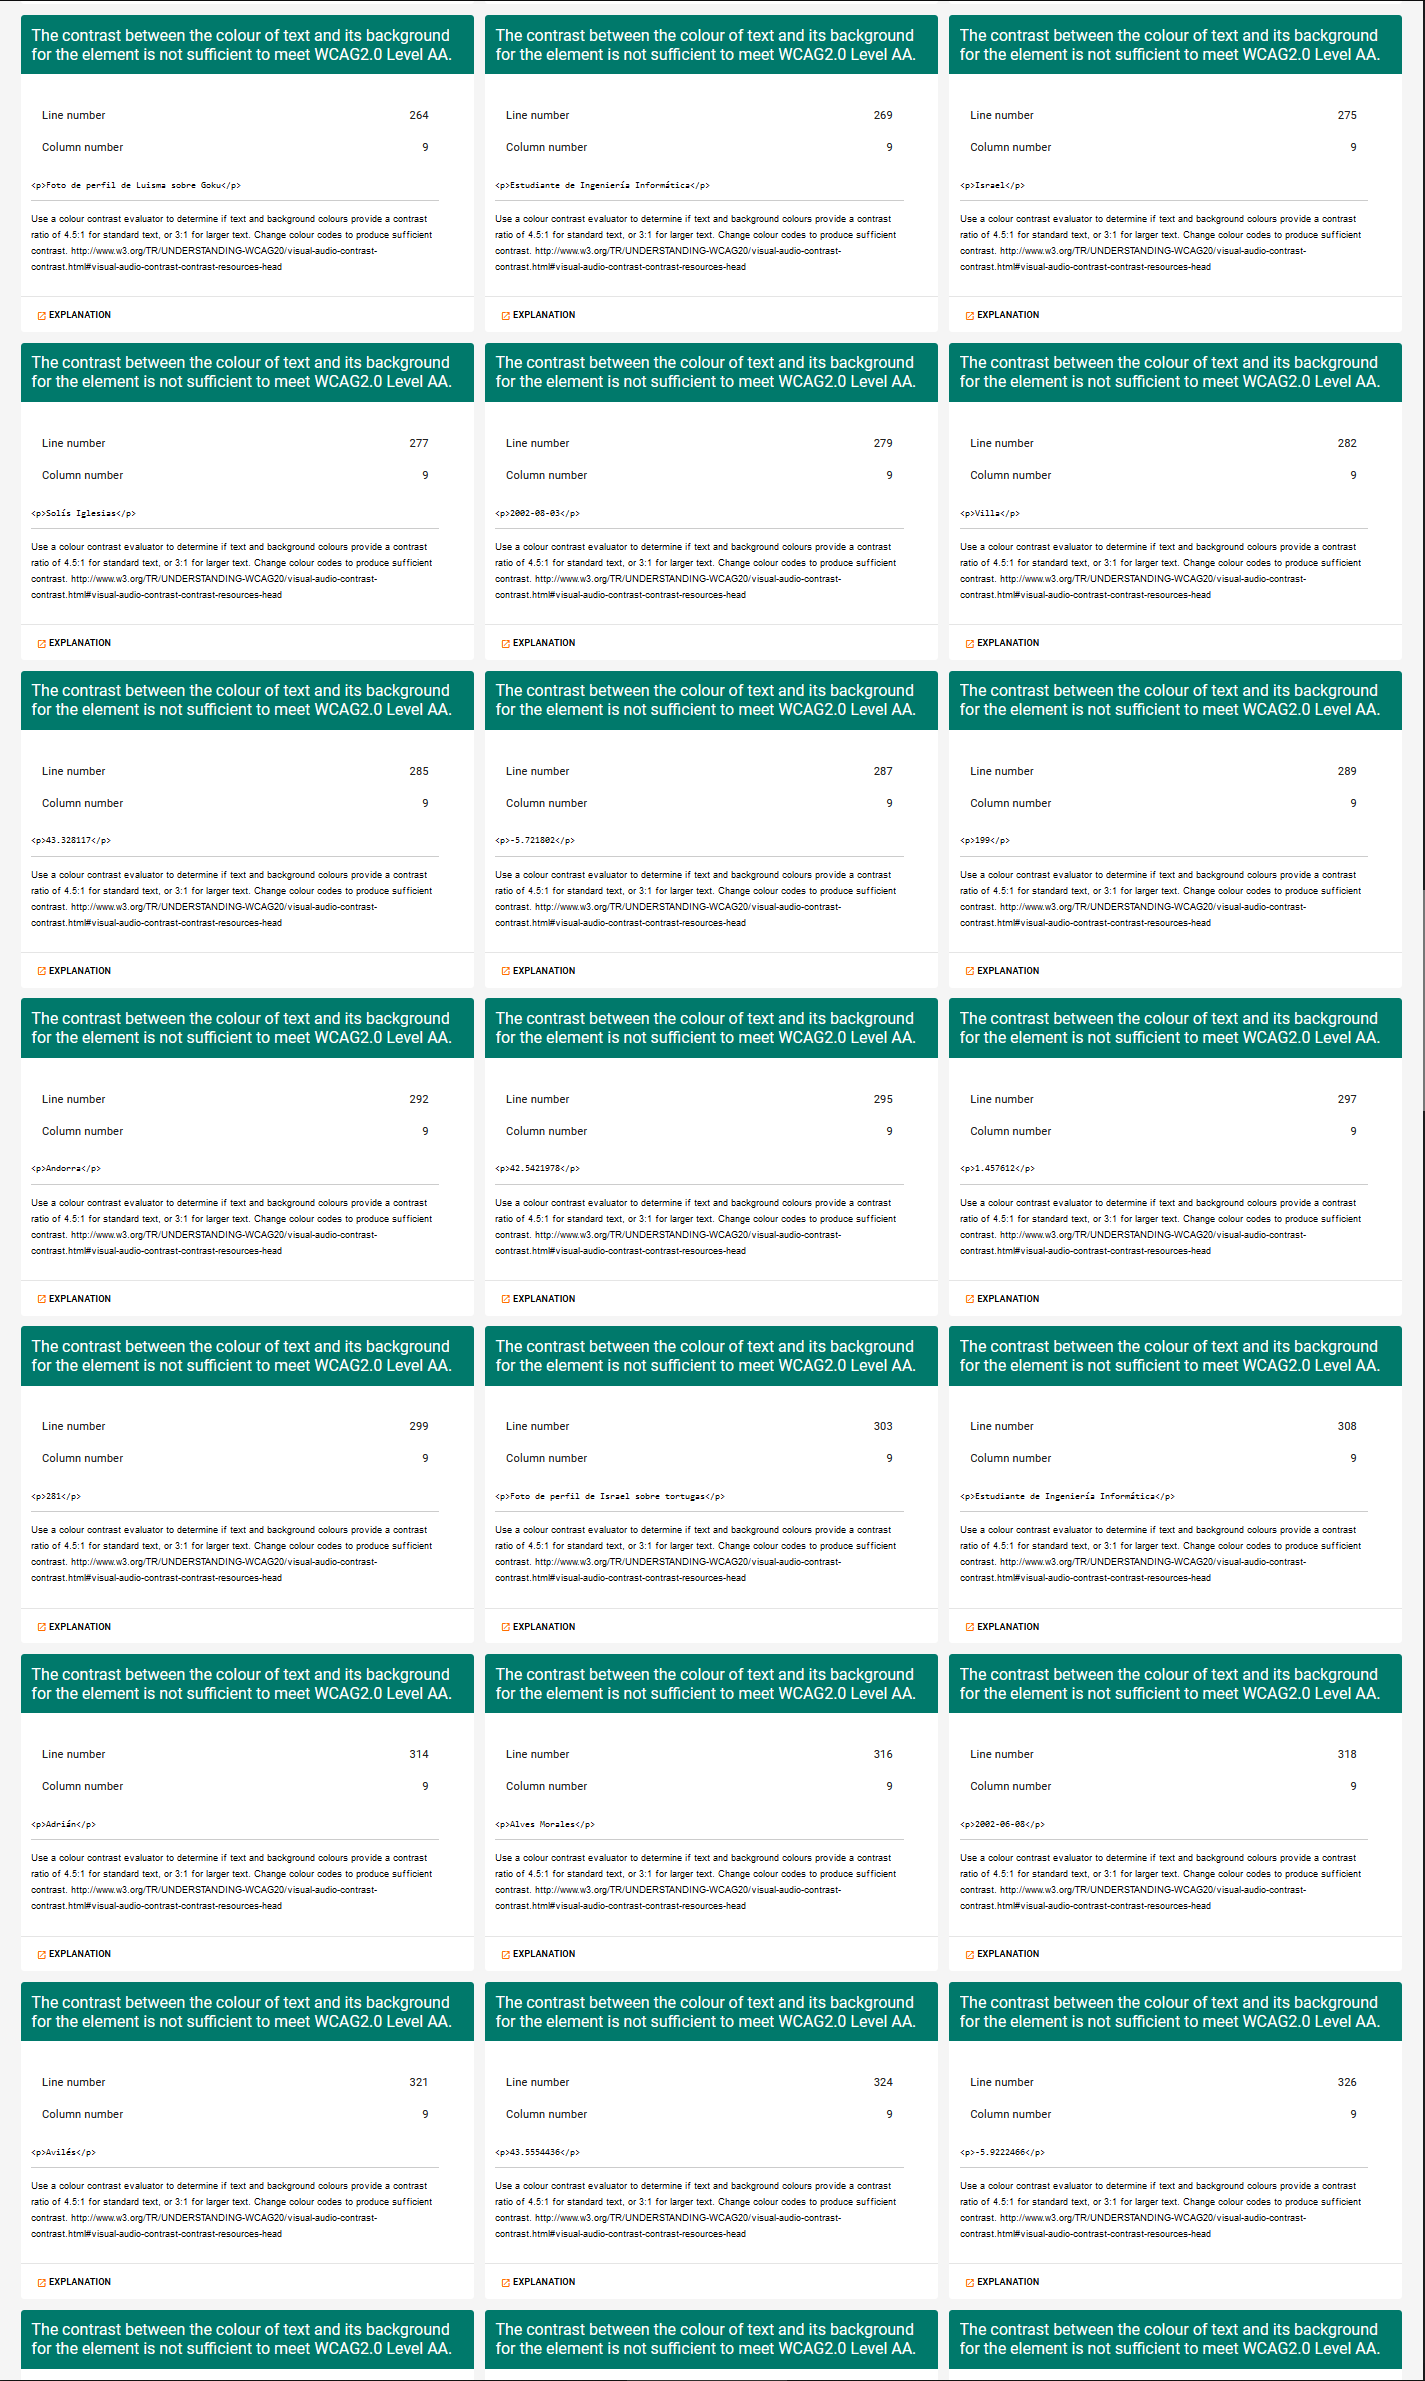 The contrast between the colour of text and its background
for the element is not sufficient to meet WCAG2.0 Level AA.
Line number 264
Column number 9
<p>Foto de perfil de Luisma sobre Goku</p>
Use a colour contrast evaluator to determine if text and background colours provide a contrast
ratio of 4.5:1 for standard text, or 3:1 for larger text. Change colour codes to produce sufficient
contrast. http://www.w3.org/TR/UNDERSTANDING-WCAG20/visual-audio-contrast-
contrast.html#visual-audio-contrast-contrast-resources-head
EXPLANATION
The contrast between the colour of text and its background
for the element is not sufficient to meet WCAG2.0 Level AA.
Line number 269
Column number 9
<p>Estudiante de Ingeniería Informática</p>
Use a colour contrast evaluator to determine if text and background colours provide a contrast
ratio of 4.5:1 for standard text, or 3:1 for larger text. Change colour codes to produce sufficient
contrast. http://www.w3.org/TR/UNDERSTANDING-WCAG20/visual-audio-contrast-
contrast.html#visual-audio-contrast-contrast-resources-head
EXPLANATION
The contrast between the colour of text and its background
for the element is not sufficient to meet WCAG2.0 Level AA.
Line number 275
Column number 9
<p>Israel</p>
Use a colour contrast evaluator to determine if text and background colours provide a contrast
ratio of 4.5:1 for standard text, or 3:1 for larger text. Change colour codes to produce sufficient
contrast. http://www.w3.org/TR/UNDERSTANDING-WCAG20/visual-audio-contrast-
contrast.html#visual-audio-contrast-contrast-resources-head
EXPLANATION
The contrast between the colour of text and its background
for the element is not sufficient to meet WCAG2.0 Level AA.
Line number 277
Column number 9
<p>Solís Iglesias</p>
Use a colour contrast evaluator to determine if text and background colours provide a contrast
ratio of 4.5:1 for standard text, or 3:1 for larger text. Change colour codes to produce sufficient
contrast. http://www.w3.org/TR/UNDERSTANDING-WCAG20/visual-audio-contrast-
contrast.html#visual-audio-contrast-contrast-resources-head
EXPLANATION
The contrast between the colour of text and its background
for the element is not sufficient to meet WCAG2.0 Level AA.
Line number 279
Column number 9
<p>2002-08-03</p>
Use a colour contrast evaluator to determine if text and background colours provide a contrast
ratio of 4.5:1 for standard text, or 3:1 for larger text. Change colour codes to produce sufficient
contrast. http://www.w3.org/TR/UNDERSTANDING-WCAG20/visual-audio-contrast-
contrast.html#visual-audio-contrast-contrast-resources-head
EXPLANATION
The contrast between the colour of text and its background
for the element is not sufficient to meet WCAG2.0 Level AA.
Line number 282
Column number 9
<p>Villa</p>
Use a colour contrast evaluator to determine if text and background colours provide a contrast
ratio of 4.5:1 for standard text, or 3:1 for larger text. Change colour codes to produce sufficient
contrast. http://www.w3.org/TR/UNDERSTANDING-WCAG20/visual-audio-contrast-
contrast.html#visual-audio-contrast-contrast-resources-head
EXPLANATION
The contrast between the colour of text and its background
for the element is not sufficient to meet WCAG2.0 Level AA.
Line number 285
Column number 9
<p>43.328117</p>
Use a colour contrast evaluator to determine if text and background colours provide a contrast
ratio of 4.5:1 for standard text, or 3:1 for larger text. Change colour codes to produce sufficient
contrast. http://www.w3.org/TR/UNDERSTANDING-WCAG20/visual-audio-contrast-
contrast.html#visual-audio-contrast-contrast-resources-head
EXPLANATION
The contrast between the colour of text and its background
for the element is not sufficient to meet WCAG2.0 Level AA.
Line number 287
Column number 9
<p>-5.721802</p>
Use a colour contrast evaluator to determine if text and background colours provide a contrast
ratio of 4.5:1 for standard text, or 3:1 for larger text. Change colour codes to produce sufficient
contrast. http://www.w3.org/TR/UNDERSTANDING-WCAG20/visual-audio-contrast-
contrast.html#visual-audio-contrast-contrast-resources-head
EXPLANATION
The contrast between the colour of text and its background
for the element is not sufficient to meet WCAG2.0 Level AA.
Line number 289
Column number 9
<p>199</p>
Use a colour contrast evaluator to determine if text and background colours provide a contrast
ratio of 4.5:1 for standard text, or 3:1 for larger text. Change colour codes to produce sufficient
contrast. http://www.w3.org/TR/UNDERSTANDING-WCAG20/visual-audio-contrast-
contrast.html#visual-audio-contrast-contrast-resources-head
EXPLANATION
The contrast between the colour of text and its background
for the element is not sufficient to meet WCAG2.0 Level AA.
Line number 292
Column number 9
<p>Andorra</p>
Use a colour contrast evaluator to determine if text and background colours provide a contrast
ratio of 4.5:1 for standard text, or 3:1 for larger text. Change colour codes to produce sufficient
contrast. http://www.w3.org/TR/UNDERSTANDING-WCAG20/visual-audio-contrast-
contrast.html#visual-audio-contrast-contrast-resources-head
EXPLANATION
The contrast between the colour of text and its background
for the element is not sufficient to meet WCAG2.0 Level AA.
Line number 295
Column number 9
<p>42.5421978</p>
Use a colour contrast evaluator to determine if text and background colours provide a contrast
ratio of 4.5:1 for standard text, or 3:1 for larger text. Change colour codes to produce sufficient
contrast. http://www.w3.org/TR/UNDERSTANDING-WCAG20/visual-audio-contrast-
contrast.html#visual-audio-contrast-contrast-resources-head
EXPLANATION
The contrast between the colour of text and its background
for the element is not sufficient to meet WCAG2.0 Level AA.
Line number 297
Column number 9
<p>1.457612</p>
Use a colour contrast evaluator to determine if text and background colours provide a contrast
ratio of 4.5:1 for standard text, or 3:1 for larger text. Change colour codes to produce sufficient
contrast. http://www.w3.org/TR/UNDERSTANDING-WCAG20/visual-audio-contrast-
contrast.html#visual-audio-contrast-contrast-resources-head
EXPLANATION
The contrast between the colour of text and its background
for the element is not sufficient to meet WCAG2.0 Level AA.
Line number 299
Column number 9
<p>281</p>
Use a colour contrast evaluator to determine if text and background colours provide a contrast
ratio of 4.5:1 for standard text, or 3:1 for larger text. Change colour codes to produce sufficient
contrast. http://www.w3.org/TR/UNDERSTANDING-WCAG20/visual-audio-contrast-
contrast.html#visual-audio-contrast-contrast-resources-head
EXPLANATION
The contrast between the colour of text and its background
for the element is not sufficient to meet WCAG2.0 Level AA.
Line number 303
Column number 9
<p>Foto de perfil de Israel sobre tortugas</p>
Use a colour contrast evaluator to determine if text and background colours provide a contrast
ratio of 4.5:1 for standard text, or 3:1 for larger text. Change colour codes to produce sufficient
contrast. http://www.w3.org/TR/UNDERSTANDING-WCAG20/visual-audio-contrast-
contrast.html#visual-audio-contrast-contrast-resources-head
EXPLANATION
The contrast between the colour of text and its background
for the element is not sufficient to meet WCAG2.0 Level AA.
Line number 308
Column number 9
<p>Estudiante de Ingeniería Informática</p>
Use a colour contrast evaluator to determine if text and background colours provide a contrast
ratio of 4.5:1 for standard text, or 3:1 for larger text. Change colour codes to produce sufficient
contrast. http://www.w3.org/TR/UNDERSTANDING-WCAG20/visual-audio-contrast-
contrast.html#visual-audio-contrast-contrast-resources-head
EXPLANATION
The contrast between the colour of text and its background
for the element is not sufficient to meet WCAG2.0 Level AA.
Line number 314
Column number 9
<p>Adrián</p>
Use a colour contrast evaluator to determine if text and background colours provide a contrast
ratio of 4.5:1 for standard text, or 3:1 for larger text. Change colour codes to produce sufficient
contrast. http://www.w3.org/TR/UNDERSTANDING-WCAG20/visual-audio-contrast-
contrast.html#visual-audio-contrast-contrast-resources-head
EXPLANATION
The contrast between the colour of text and its background
for the element is not sufficient to meet WCAG2.0 Level AA.
Line number 316
Column number 9
<p>Alves Morales</p>
Use a colour contrast evaluator to determine if text and background colours provide a contrast
ratio of 4.5:1 for standard text, or 3:1 for larger text. Change colour codes to produce sufficient
contrast. http://www.w3.org/TR/UNDERSTANDING-WCAG20/visual-audio-contrast-
contrast.html#visual-audio-contrast-contrast-resources-head
EXPLANATION
The contrast between the colour of text and its background
for the element is not sufficient to meet WCAG2.0 Level AA.
Line number 318
Column number 9
<p>2002-06-08</p>
Use a colour contrast evaluator to determine if text and background colours provide a contrast
ratio of 4.5:1 for standard text, or 3:1 for larger text. Change colour codes to produce sufficient
contrast. http://www.w3.org/TR/UNDERSTANDING-WCAG20/visual-audio-contrast-
contrast.html#visual-audio-contrast-contrast-resources-head
EXPLANATION
The contrast between the colour of text and its background
for the element is not sufficient to meet WCAG2.0 Level AA.
Line number 321
Column number 9
<p>Avilés</p>
Use a colour contrast evaluator to determine if text and background colours provide a contrast
ratio of 4.5:1 for standard text, or 3:1 for larger text. Change colour codes to produce sufficient
contrast. http://www.w3.org/TR/UNDERSTANDING-WCAG20/visual-audio-contrast-
contrast.html#visual-audio-contrast-contrast-resources-head
EXPLANATION
The contrast between the colour of text and its background
for the element is not sufficient to meet WCAG2.0 Level AA.
Line number 324
Column number 9
<p>43.5554436</p>
Use a colour contrast evaluator to determine if text and background colours provide a contrast
ratio of 4.5:1 for standard text, or 3:1 for larger text. Change colour codes to produce sufficient
contrast. http://www.w3.org/TR/UNDERSTANDING-WCAG20/visual-audio-contrast-
contrast.html#visual-audio-contrast-contrast-resources-head
EXPLANATION
The contrast between the colour of text and its background
for the element is not sufficient to meet WCAG2.0 Level AA.
Line number 326
Column number 9
<p>-5.9222466</p>
Use a colour contrast evaluator to determine if text and background colours provide a contrast
ratio of 4.5:1 for standard text, or 3:1 for larger text. Change colour codes to produce sufficient
contrast. http://www.w3.org/TR/UNDERSTANDING-WCAG20/visual-audio-contrast-
contrast.html#visual-audio-contrast-contrast-resources-head
EXPLANATION
The contrast between the colour of text and its background
for the element is not sufficient to meet WCAG2.0 Level AA.
The contrast between the colour of text and its background
for the element is not sufficient to meet WCAG2.0 Level AA.
The contrast between the colour of text and its background
for the element is not sufficient to meet WCAG2.0 Level AA.